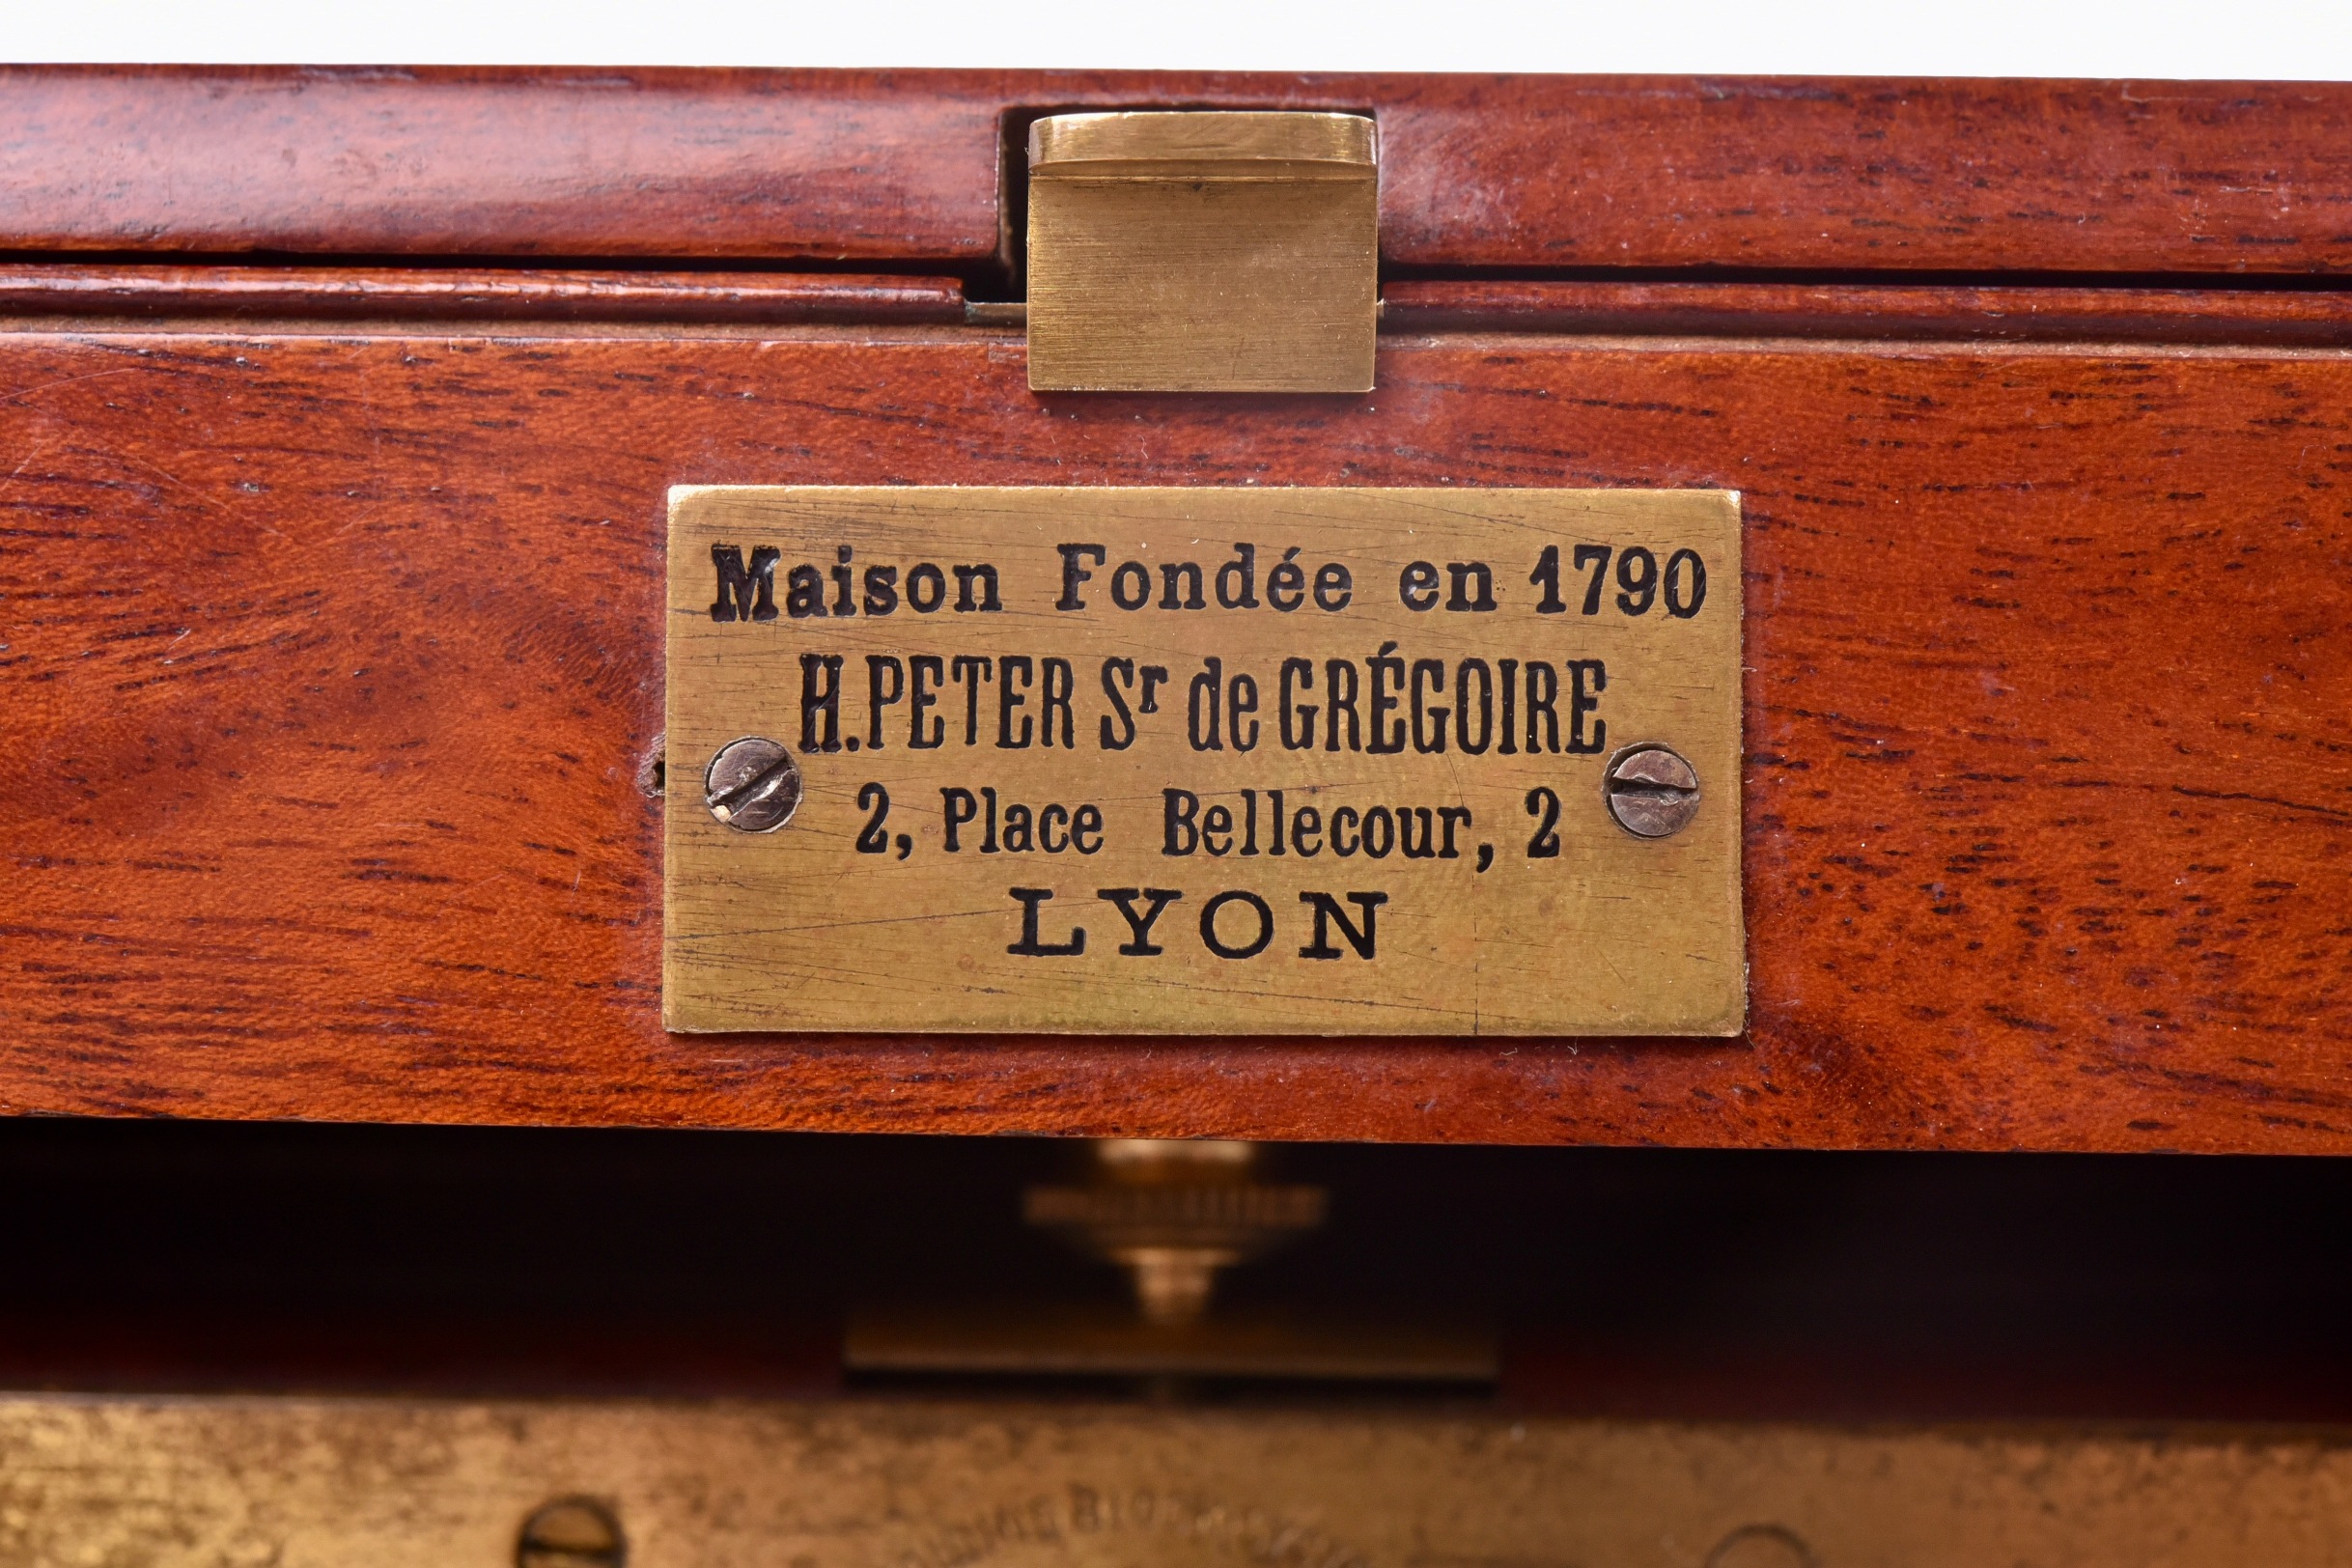 Maison Fondée en 1790
H. PETER Sr de GRÉGOIRE
2, Place Bellecour, 2
LYON